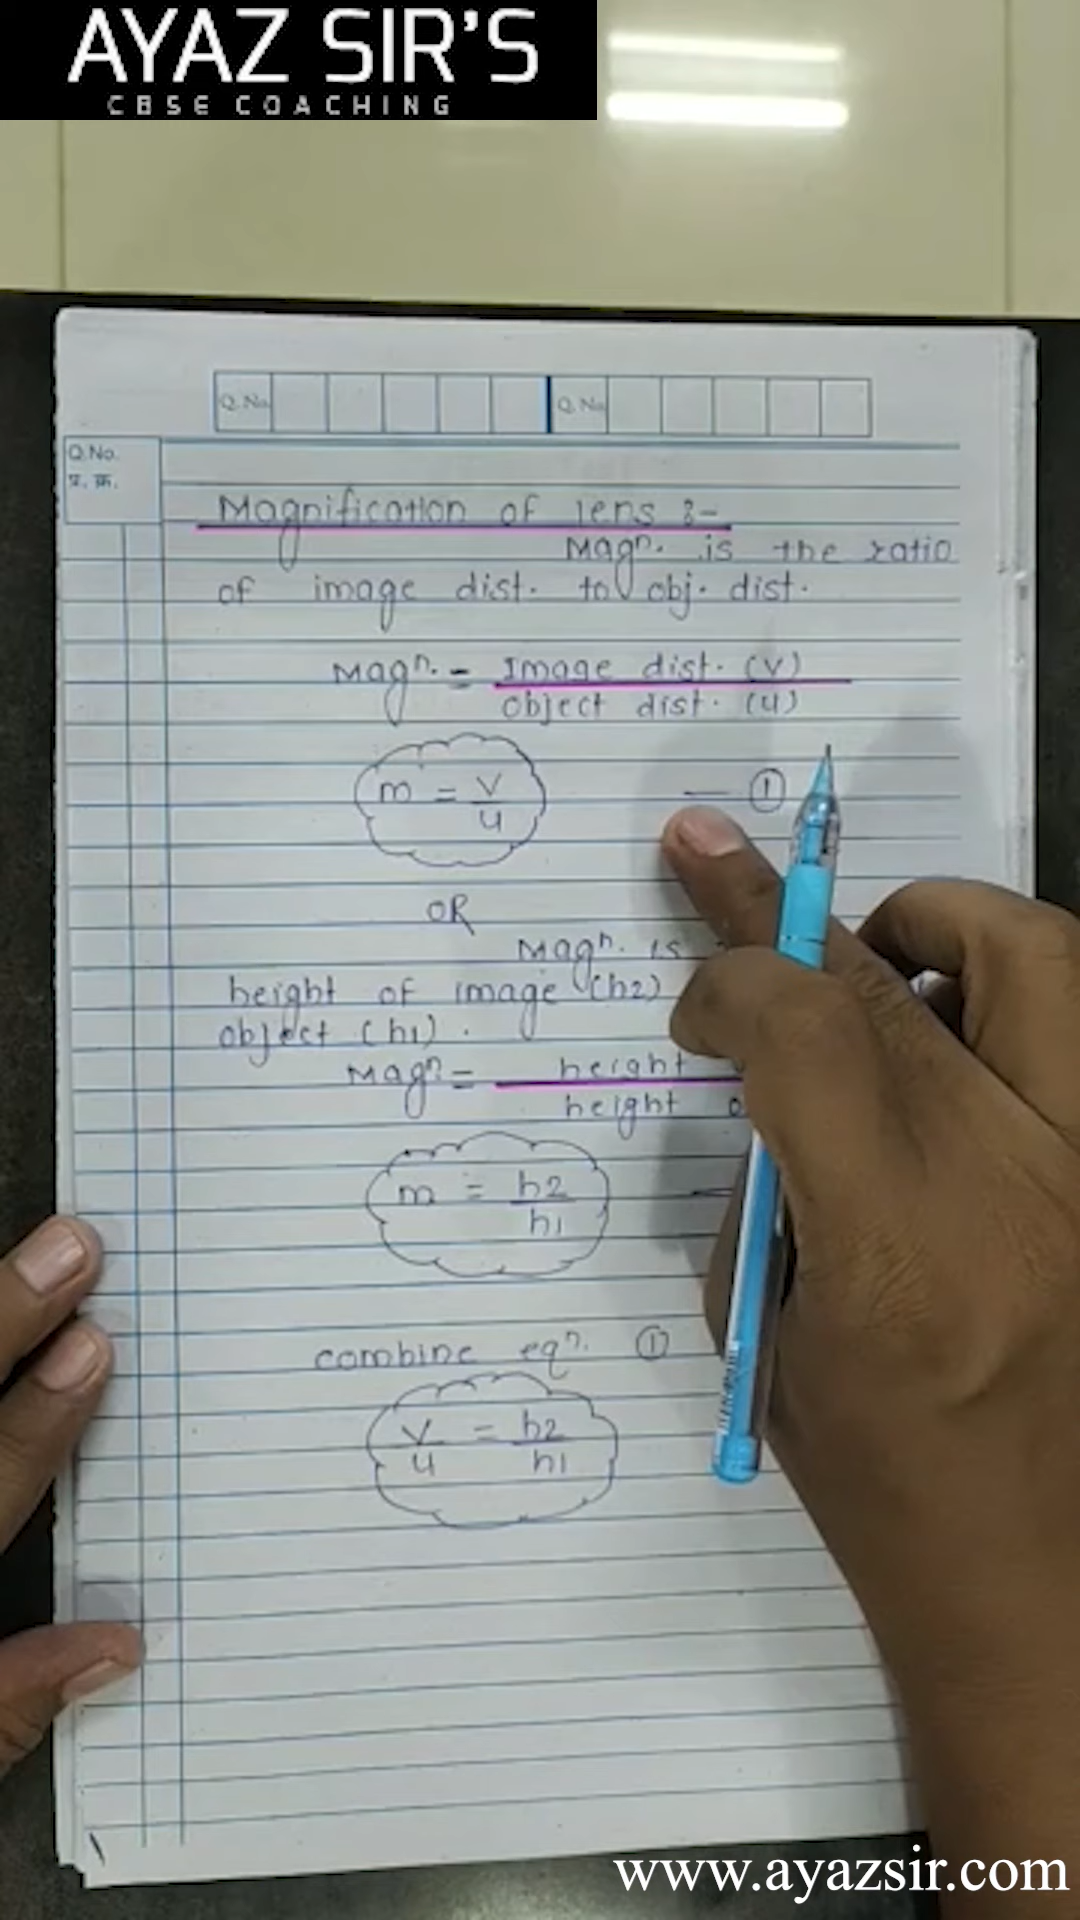 AYAZ SIR'S
CBSE COACHING
Q.No. Q.No.
Q.No.
प्र. क्र.
Magnification of lens :-
Magn. is the ratio
of image dist. to obj. dist.
Magn. = Image dist. (v)
Object dist. (u)
m = v/u — ①
OR
Magn. is
height of image (h2)
object (h1).
Magn. = height
height
m = h2/h1 —
combine eqn. ①
v/u = h2/h1
www.ayazsir.com